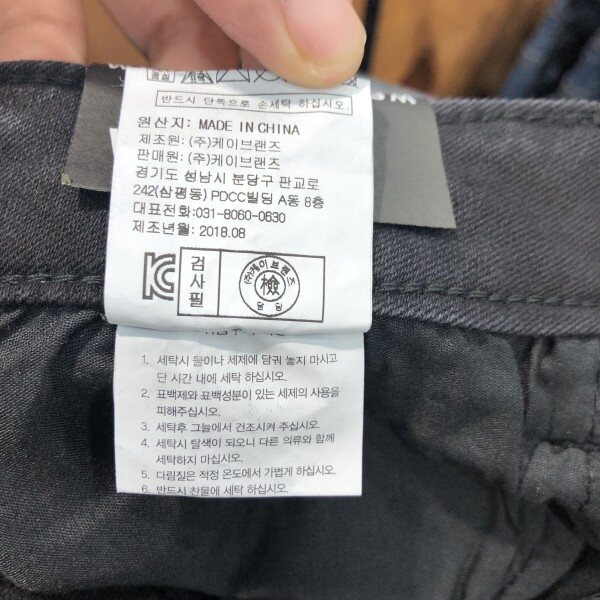 반드시 단독으로 손세탁 하십시오
원산지: MADE IN CHINA
제조원: (주)케이브랜즈
판매원: (주)케이브랜즈
경기도 성남시 분당구 판교로
242(삼평동) PDCC빌딩 A동 8층
대표전화:031-8060-0630
제조년월: 2018.08
검사필
(주)케이브랜즈
檢
1. 세탁시 물이나 세제에 담궈 놓지 마시고
단 시간 내에 세탁 하십시오.
2. 표백제와 표백성분이 있는 세제의 사용을
피해주십시오.
3. 세탁후 그늘에서 건조시켜 주십시오.
4. 세탁시 탈색이 되오니 다른 의류와 함께
세탁하지 마십시오.
5. 다림질은 적정 온도에서 가볍게 하십시오.
6. 반드시 찬물에 세탁 하십시오.